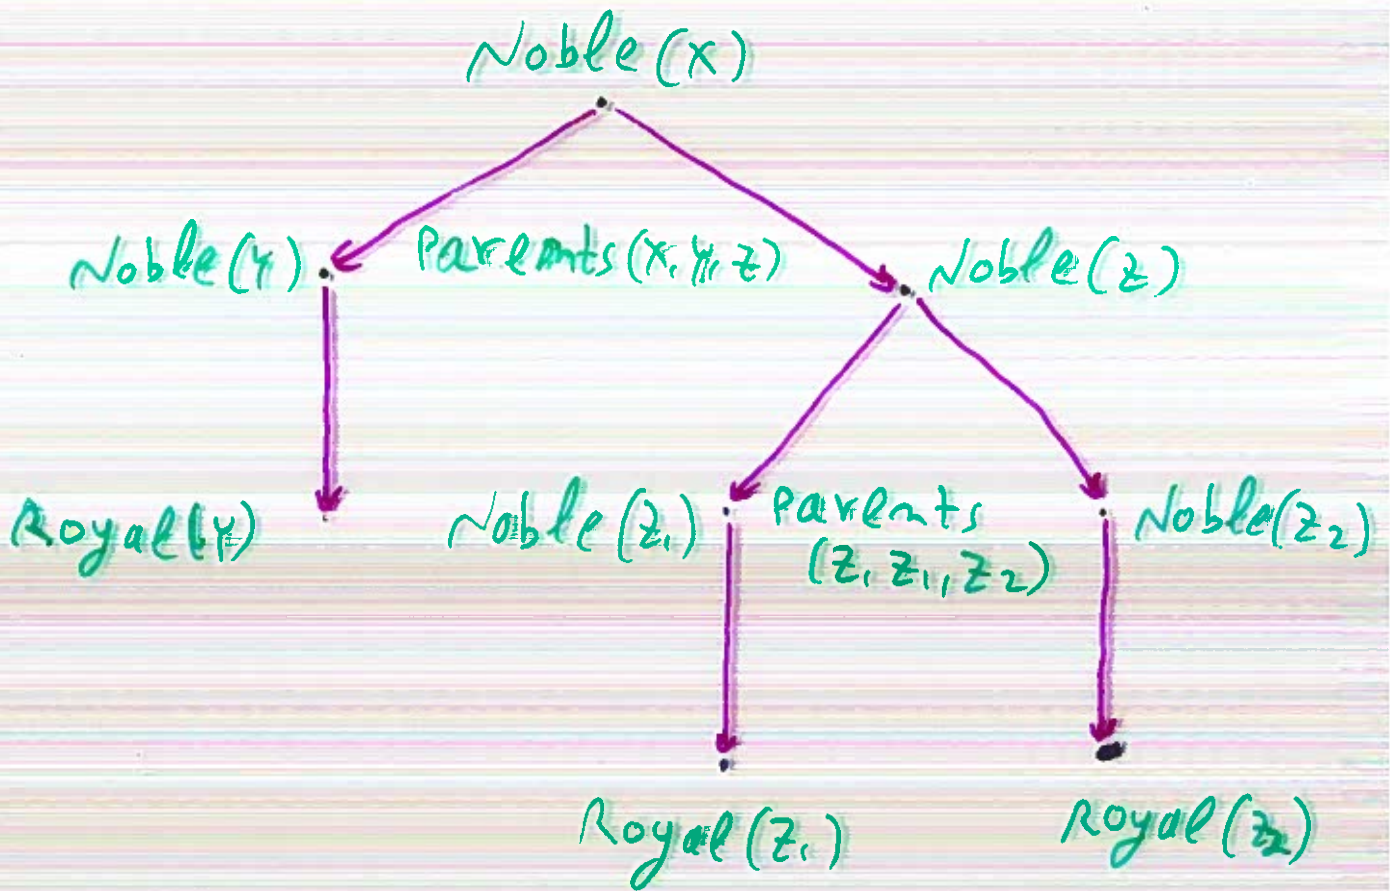 Noble(X)
Noble(Y) Parents(X,Y,Z) Noble(Z)
Royal(Y) Noble(Z1) Parents Noble(Z2)
(Z, Z1, Z2)
Royal(Z1) Royal(Z2)